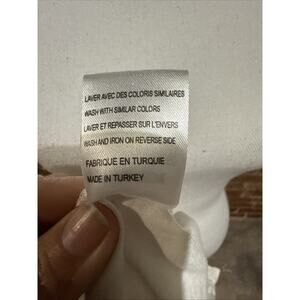 LAVER AVEC DES COLORIS SIMILAIRES
WASH WITH SIMILAR COLORS
LAVER ET REPASSER SUR L'ENVERS
WASH AND IRON ON REVERSE SIDE
FABRIQUE EN TURQUIE
MADE IN TURKEY